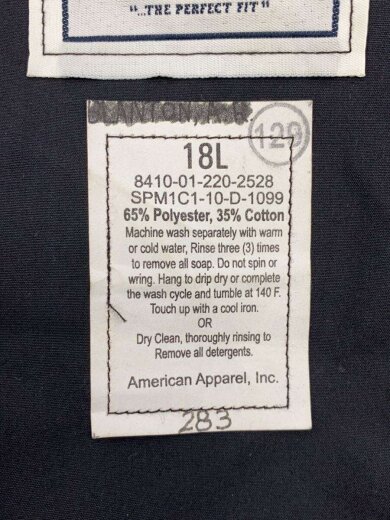 "...THE PERFECT FIT"
129
18L
8410-01-220-2528
SPM1C1-10-D-1099
65% Polyester, 35% Cotton
Machine wash separately with warm
or cold water, Rinse three (3) times
to remove all soap. Do not spin or
wring. Hang to drip dry or complete
the wash cycle and tumble at 140 F.
Touch up with a cool iron.
OR
Dry Clean, thoroughly rinsing to
Remove all detergents.
American Apparel, Inc.
283